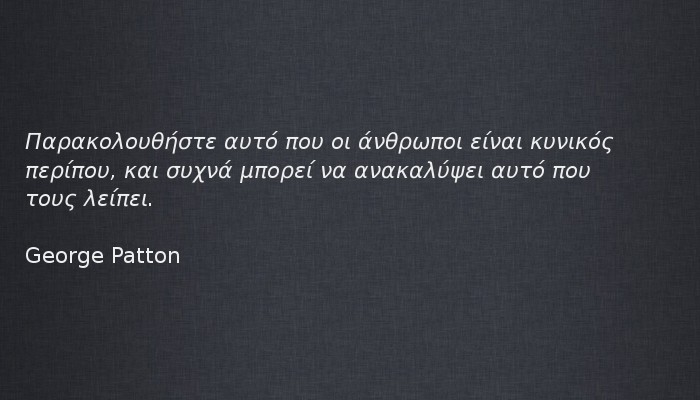 Παρακολουθήστε αυτό που οι άνθρωποι είναι κυνικός
περίπου, και συχνά μπορεί να ανακαλύψει αυτό που
τους λείπει.
George Patton